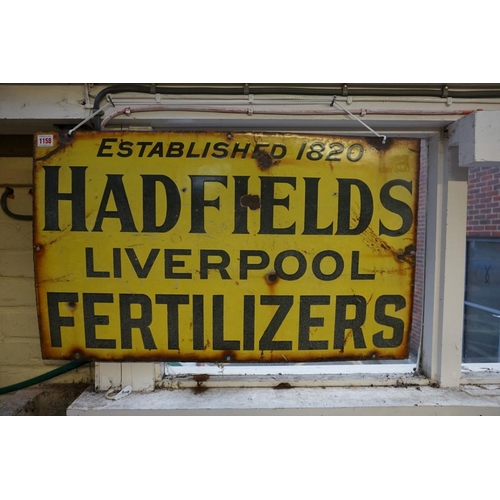 1158
ESTABLISHED 1820
HADFIELDS
LIVERPOOL
FERTILIZERS